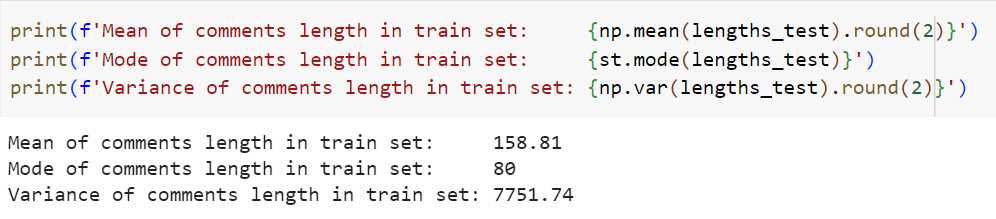 print(f'Mean of comments length in train set:     {np.mean(lengths_test).round(2)}')
print(f'Mode of comments length in train set:     {st.mode(lengths_test)}')
print(f'Variance of comments length in train set: {np.var(lengths_test).round(2)}')
Mean of comments length in train set:     158.81
Mode of comments length in train set:     80
Variance of comments length in train set: 7751.74